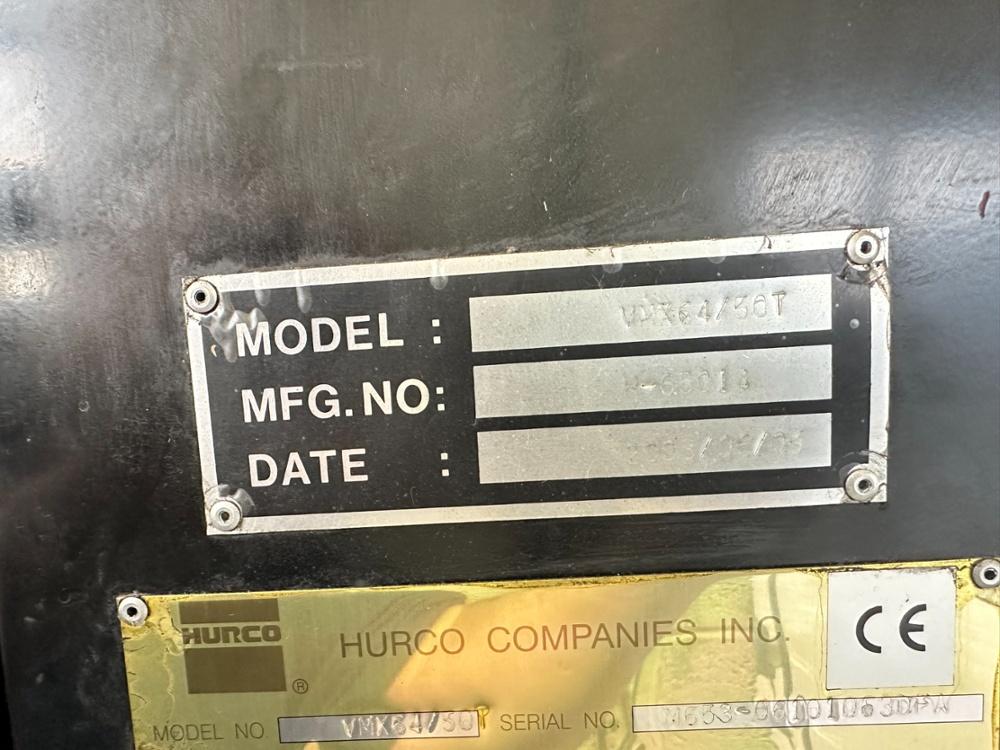 MODEL : VMX64/50T
MFG.NO:
DATE :
HURCO
®
HURCO COMPANIES INC.
CE
MODEL NO VMX64/50T SERIAL NO.